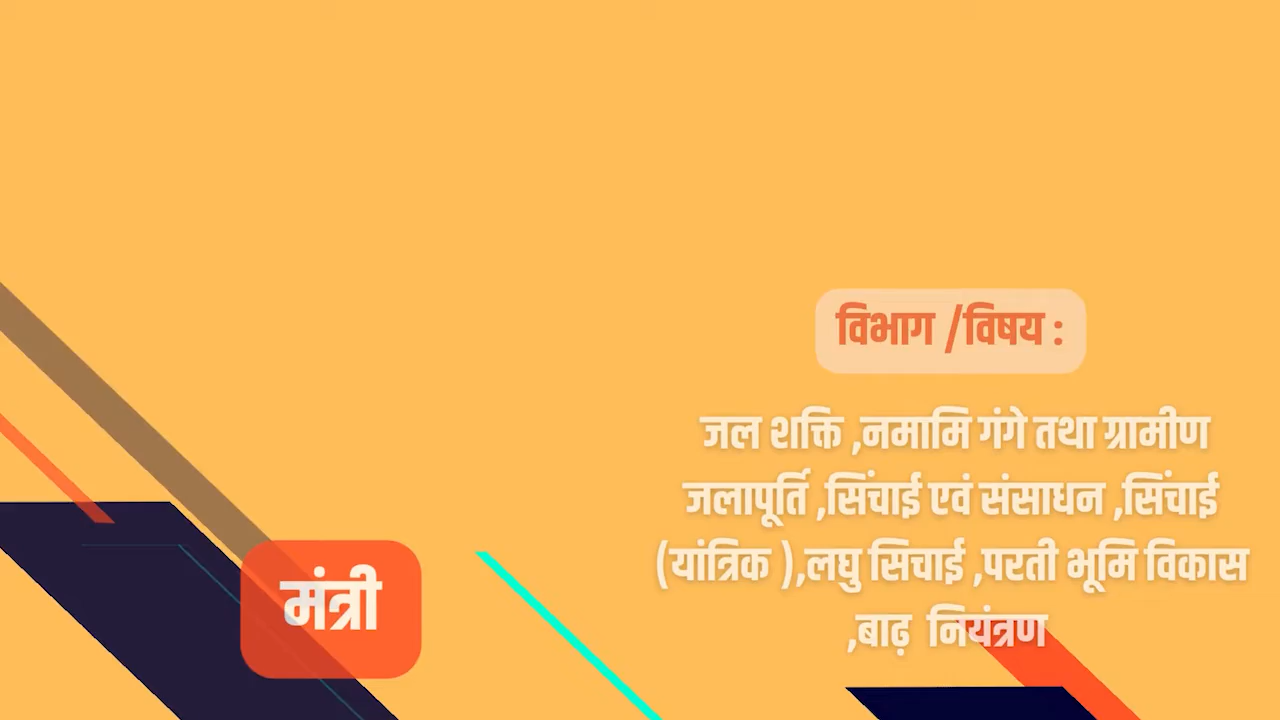 विभाग /विषय :
जल शक्ति ,नमामि गंगे तथा ग्रामीण
जलापूर्ति ,सिंचाई एवं संसाधन ,सिंचाई
(यांत्रिक ),लघु सिचाई ,परती भूमि विकास
,बाढ़ नियंत्रण
मंत्री